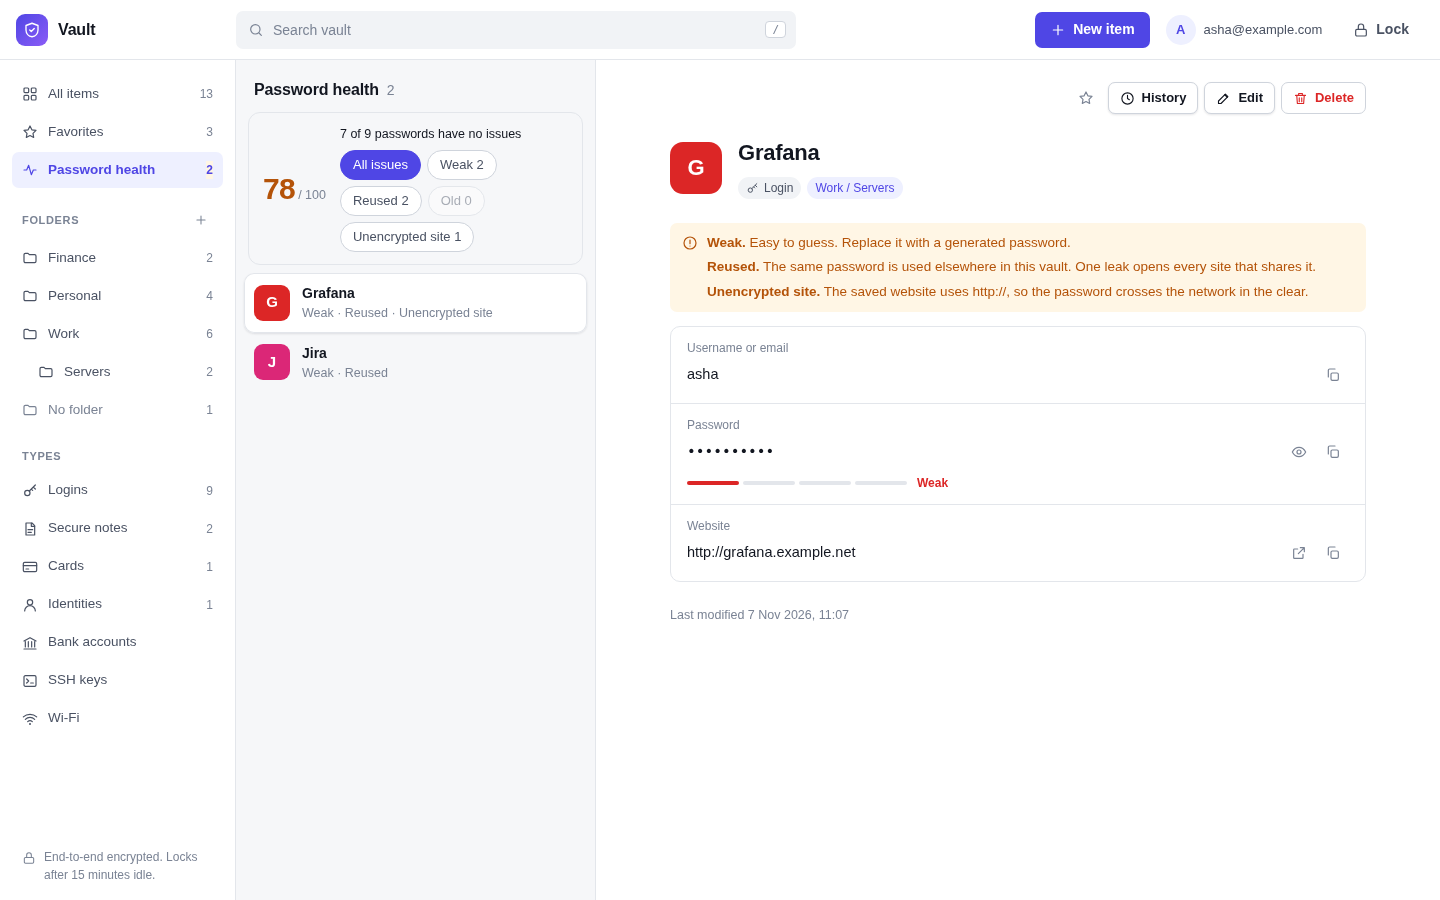 Vault
Search vault
/
New item
A
asha@example.com
Lock
All items 13
Favorites 3
Password health 2
FOLDERS
Finance 2
Personal 4
Work 6
Servers 2
No folder 1
TYPES
Logins 9
Secure notes 2
Cards 1
Identities 1
Bank accounts
SSH keys
Wi-Fi
End-to-end encrypted. Locks
after 15 minutes idle.
Password health 2
7 of 9 passwords have no issues
78 / 100
All issues
Weak 2
Reused 2
Old 0
Unencrypted site 1
G
Grafana
Weak · Reused · Unencrypted site
J
Jira
Weak · Reused
History
Edit
Delete
G
Grafana
Login
Work / Servers
Weak. Easy to guess. Replace it with a generated password.
Reused. The same password is used elsewhere in this vault. One leak opens every site that shares it.
Unencrypted site. The saved website uses http://, so the password crosses the network in the clear.
Username or email
asha
Password
••••••••••
Weak
Website
http://grafana.example.net
Last modified 7 Nov 2026, 11:07